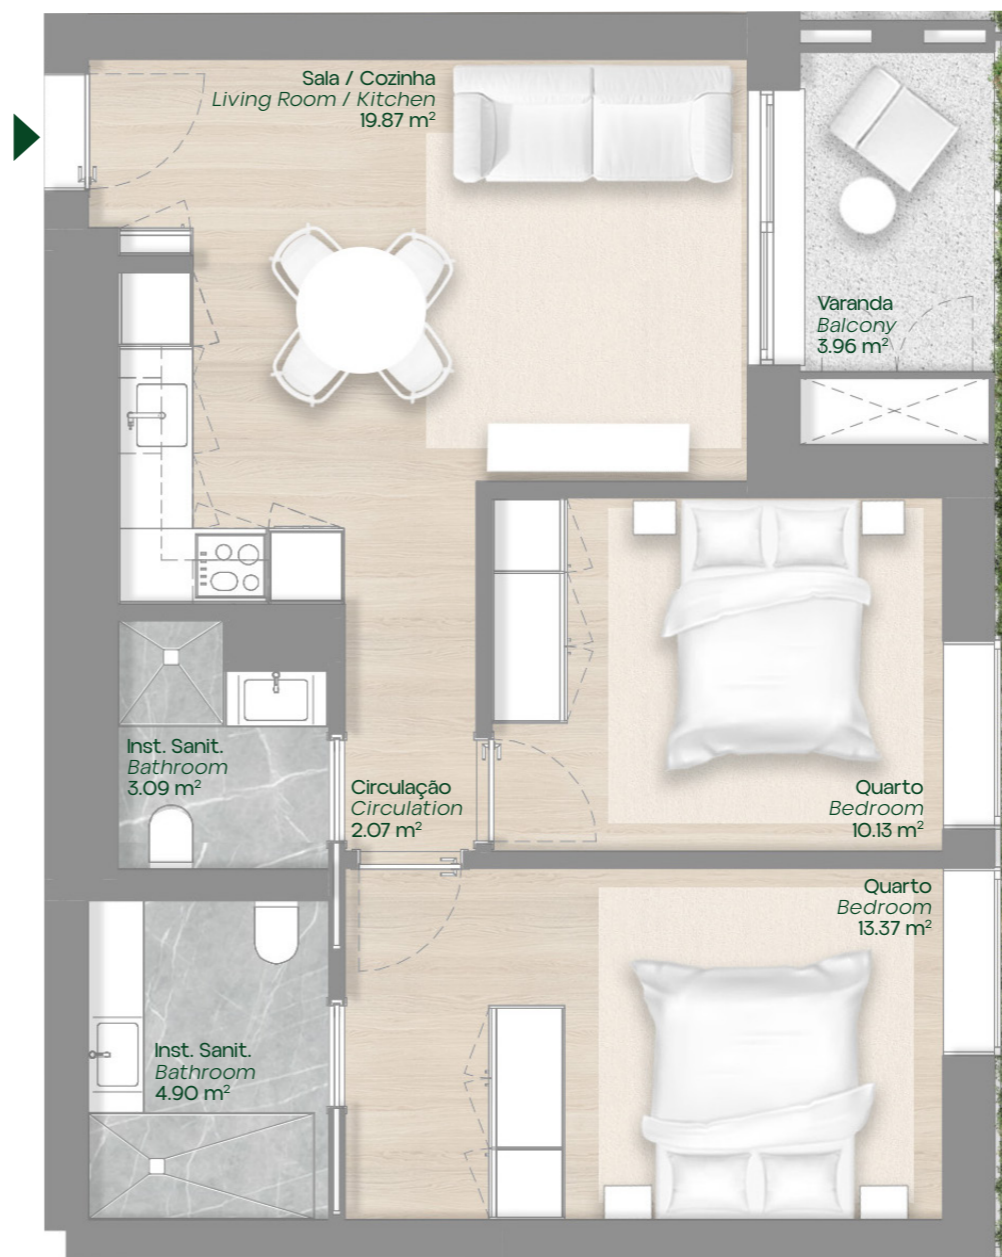 Sala / Cozinha
Living Room / Kitchen
19.87 m²
Varanda
Balcony
3.96 m²
Inst. Sanit.
Bathroom
3.09 m²
Circulação
Circulation
2.07 m²
Quarto
Bedroom
10.13 m²
Quarto
Bedroom
13.37 m²
Inst. Sanit.
Bathroom
4.90 m²